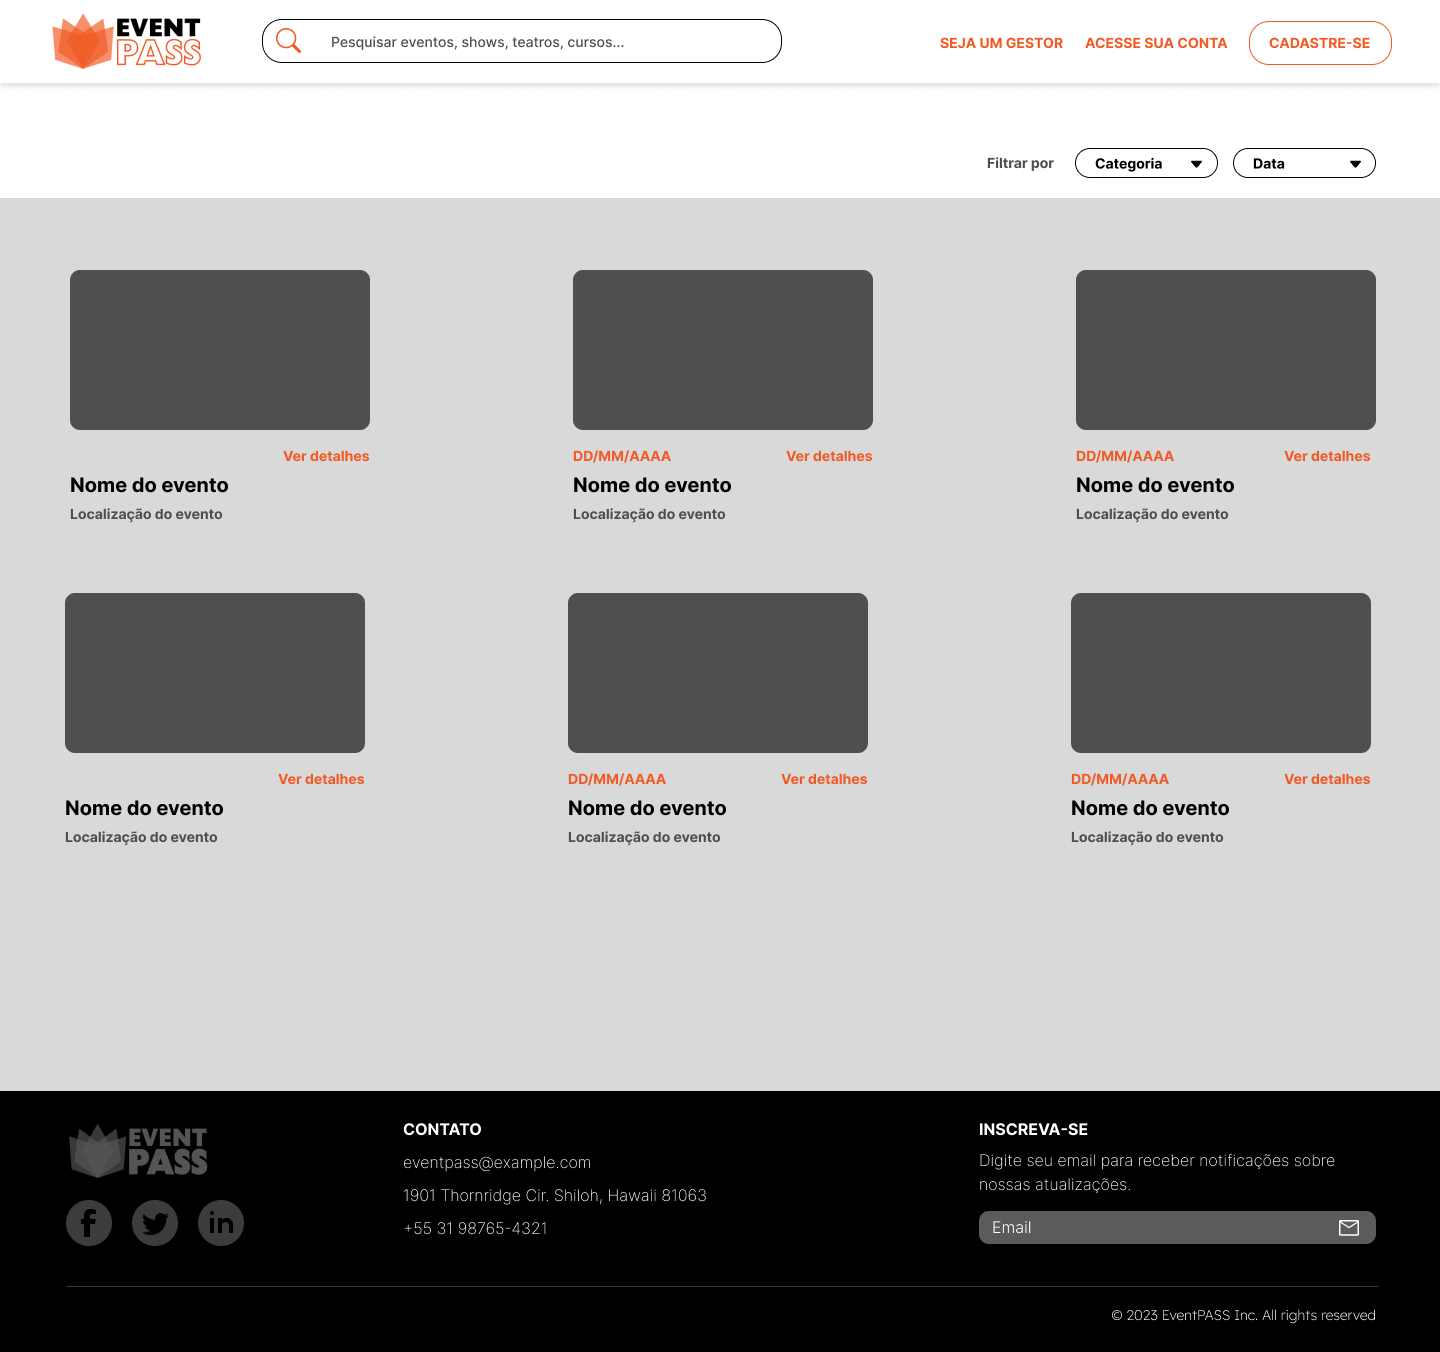 EVENT
PASS
Pesquisar eventos, shows, teatros, cursos...
SEJA UM GESTOR
ACESSE SUA CONTA
CADASTRE-SE
Filtrar por
Categoria
Data
Ver detalhes
Nome do evento
Localização do evento
DD/MM/AAAA
Ver detalhes
Nome do evento
Localização do evento
DD/MM/AAAA
Ver detalhes
Nome do evento
Localização do evento
Ver detalhes
Nome do evento
Localização do evento
DD/MM/AAAA
Ver detalhes
Nome do evento
Localização do evento
DD/MM/AAAA
Ver detalhes
Nome do evento
Localização do evento
EVENT
PASS
CONTATO
eventpass@example.com
1901 Thornridge Cir. Shiloh, Hawaii 81063
+55 31 98765-4321
INSCREVA-SE
Digite seu email para receber notificações sobre
nossas atualizações.
Email
© 2023 EventPASS Inc. All rights reserved